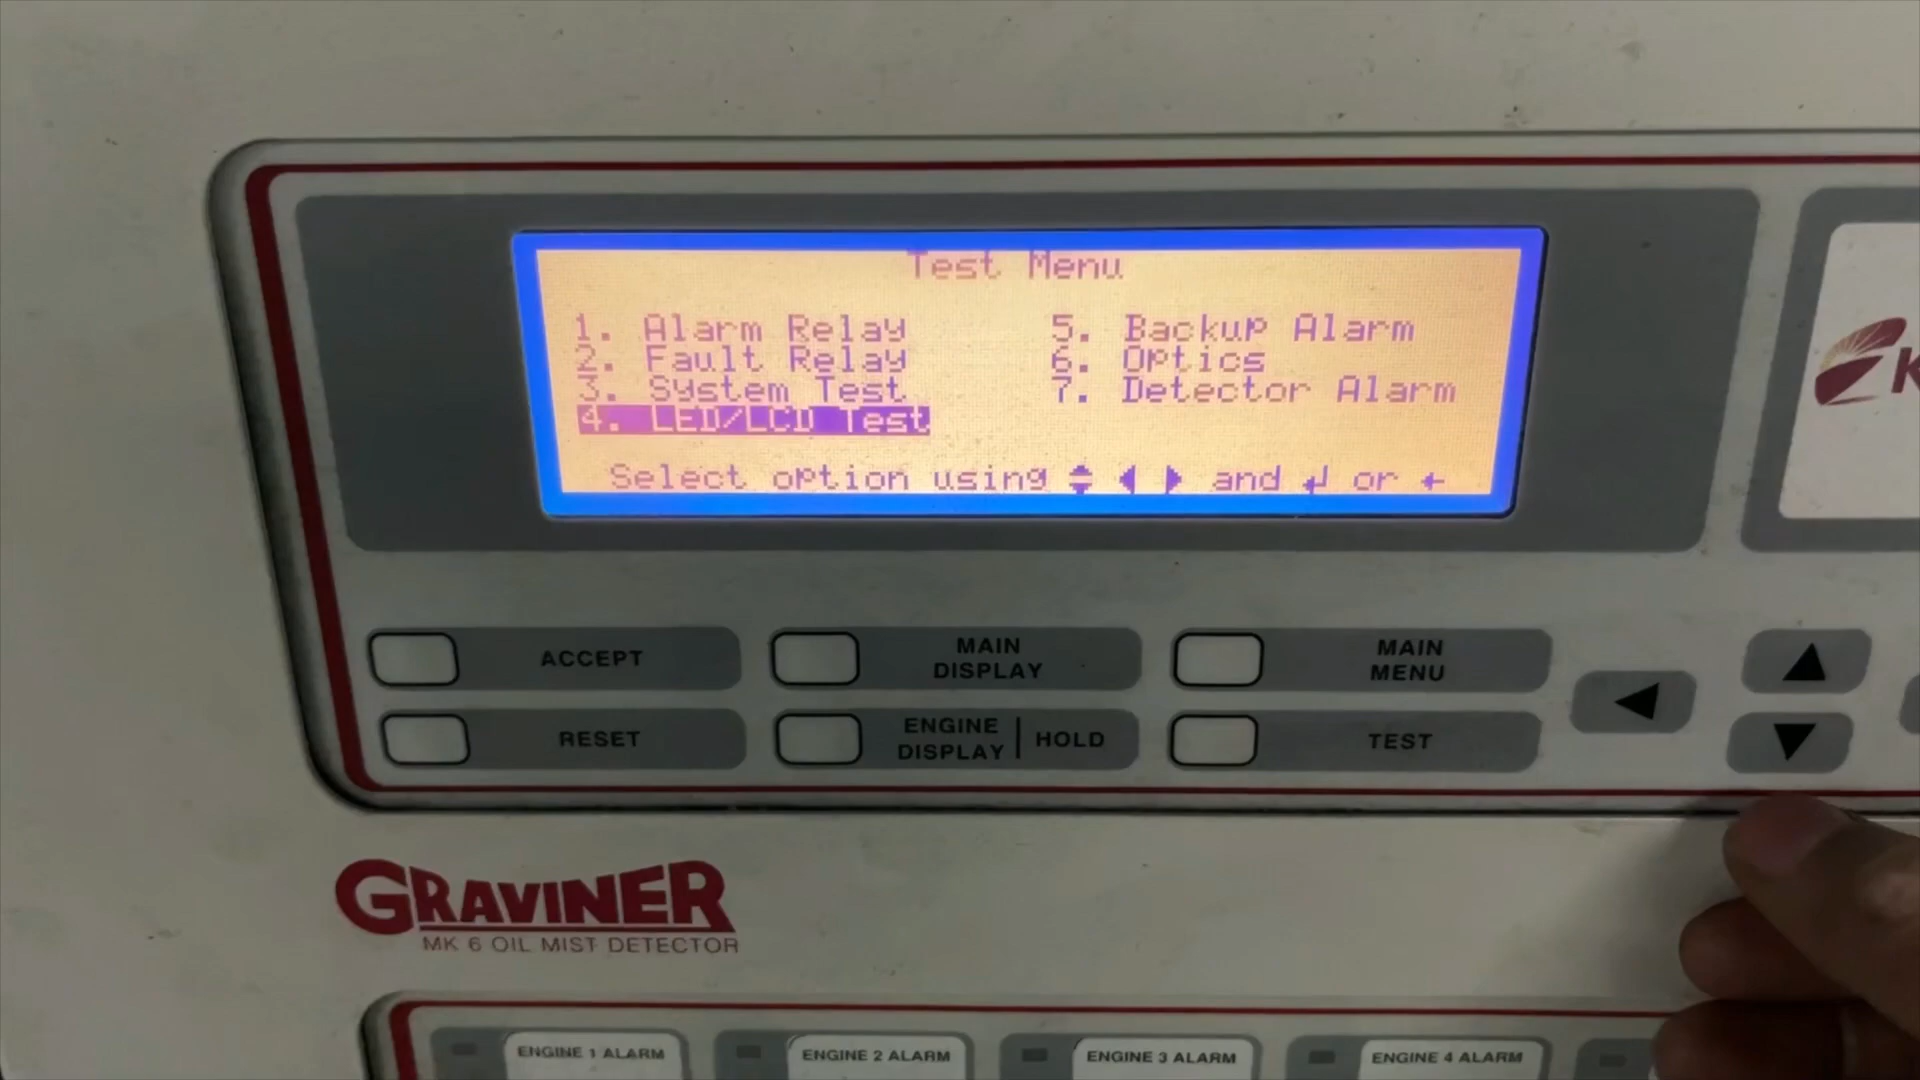 Test Menu
1. Alarm Relay
2. Fault Relay
3. System Test
4. LED/LCD Test
5. Backup Alarm
6. Optics
7. Detector Alarm
Select option using ▲▼ ◀ ▶ and ↵ or ←
K
ACCEPT
MAIN
DISPLAY
MAIN
MENU
RESET
ENGINE
DISPLAY | HOLD
TEST
GRAVINER
MK 6 OIL MIST DETECTOR
ENGINE 1 ALARM
ENGINE 2 ALARM
ENGINE 3 ALARM
ENGINE 4 ALARM